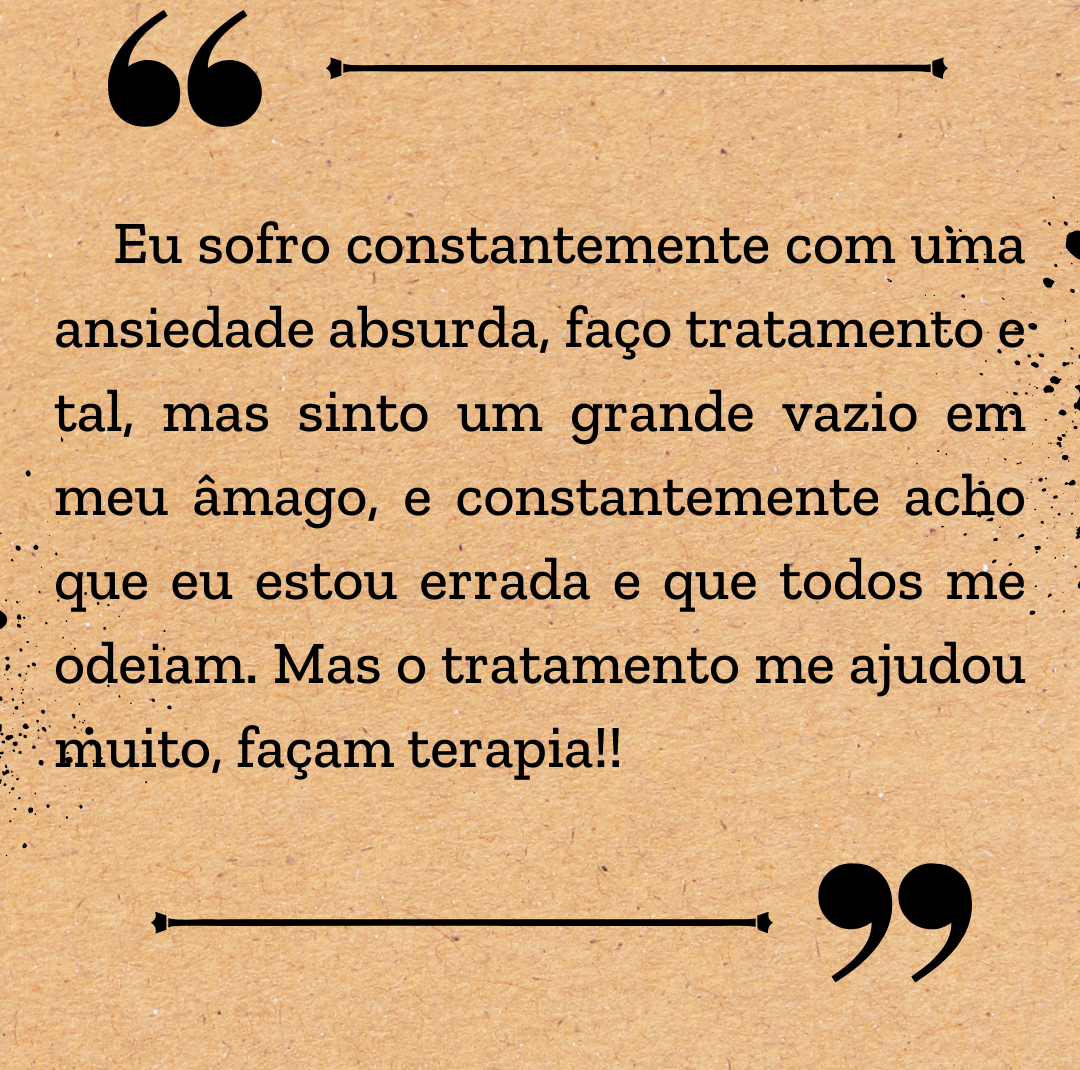 “
Eu sofro constantemente com uma
ansiedade absurda, faço tratamento e
tal, mas sinto um grande vazio em
meu âmago, e constantemente acho
que eu estou errada e que todos me
odeiam. Mas o tratamento me ajudou
muito, façam terapia!!
”